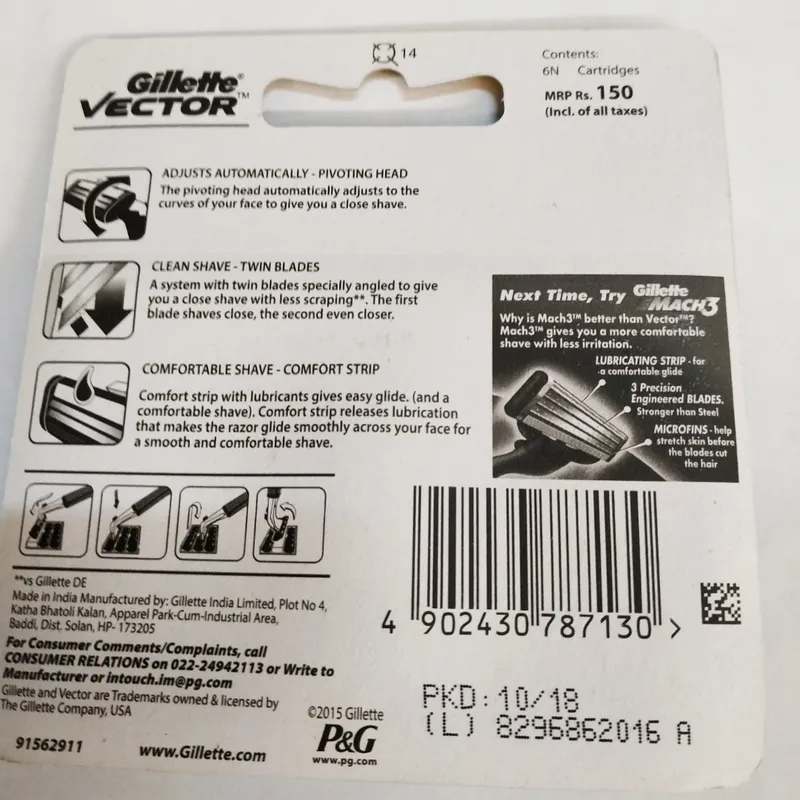 14
Contents:
6N Cartridges
MRP Rs. 150
(Incl. of all taxes)
Gillette®
VECTOR™
ADJUSTS AUTOMATICALLY - PIVOTING HEAD
The pivoting head automatically adjusts to the
curves of your face to give you a close shave.
CLEAN SHAVE - TWIN BLADES
A system with twin blades specially angled to give
you a close shave with less scraping**. The first
blade shaves close, the second even closer.
COMFORTABLE SHAVE - COMFORT STRIP
Comfort strip with lubricants gives easy glide. (and a
comfortable shave). Comfort strip releases lubrication
that makes the razor glide smoothly across your face for
a smooth and comfortable shave.
Next Time, Try Gillette
MACH3
Why is Mach3™ better than Vector™?
Mach3™ gives you a more comfortable
shave with less irritation.
LUBRICATING STRIP - for
a comfortable glide
3 Precision
Engineered BLADES.
Stronger than Steel
MICROFINS - help
stretch skin before
the blades cut
the hair
**vs Gillette DE
Made in India Manufactured by: Gillette India Limited, Plot No 4,
Katha Bhatoli Kalan, Apparel Park-Cum-Industrial Area,
Baddi, Dist. Solan, HP- 173205
For Consumer Comments/Complaints, call
CONSUMER RELATIONS on 022-24942113 or Write to
Manufacturer or intouch.im@pg.com
Gillette and Vector are Trademarks owned & licensed by
The Gillette Company, USA
91562911
www.Gillette.com
©2015 Gillette
P&G
www.pg.com
4 902430 787130 >
PKD: 10/18
(L) 8296862016 A